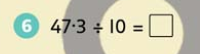 6 47·3 ÷ 10 = □